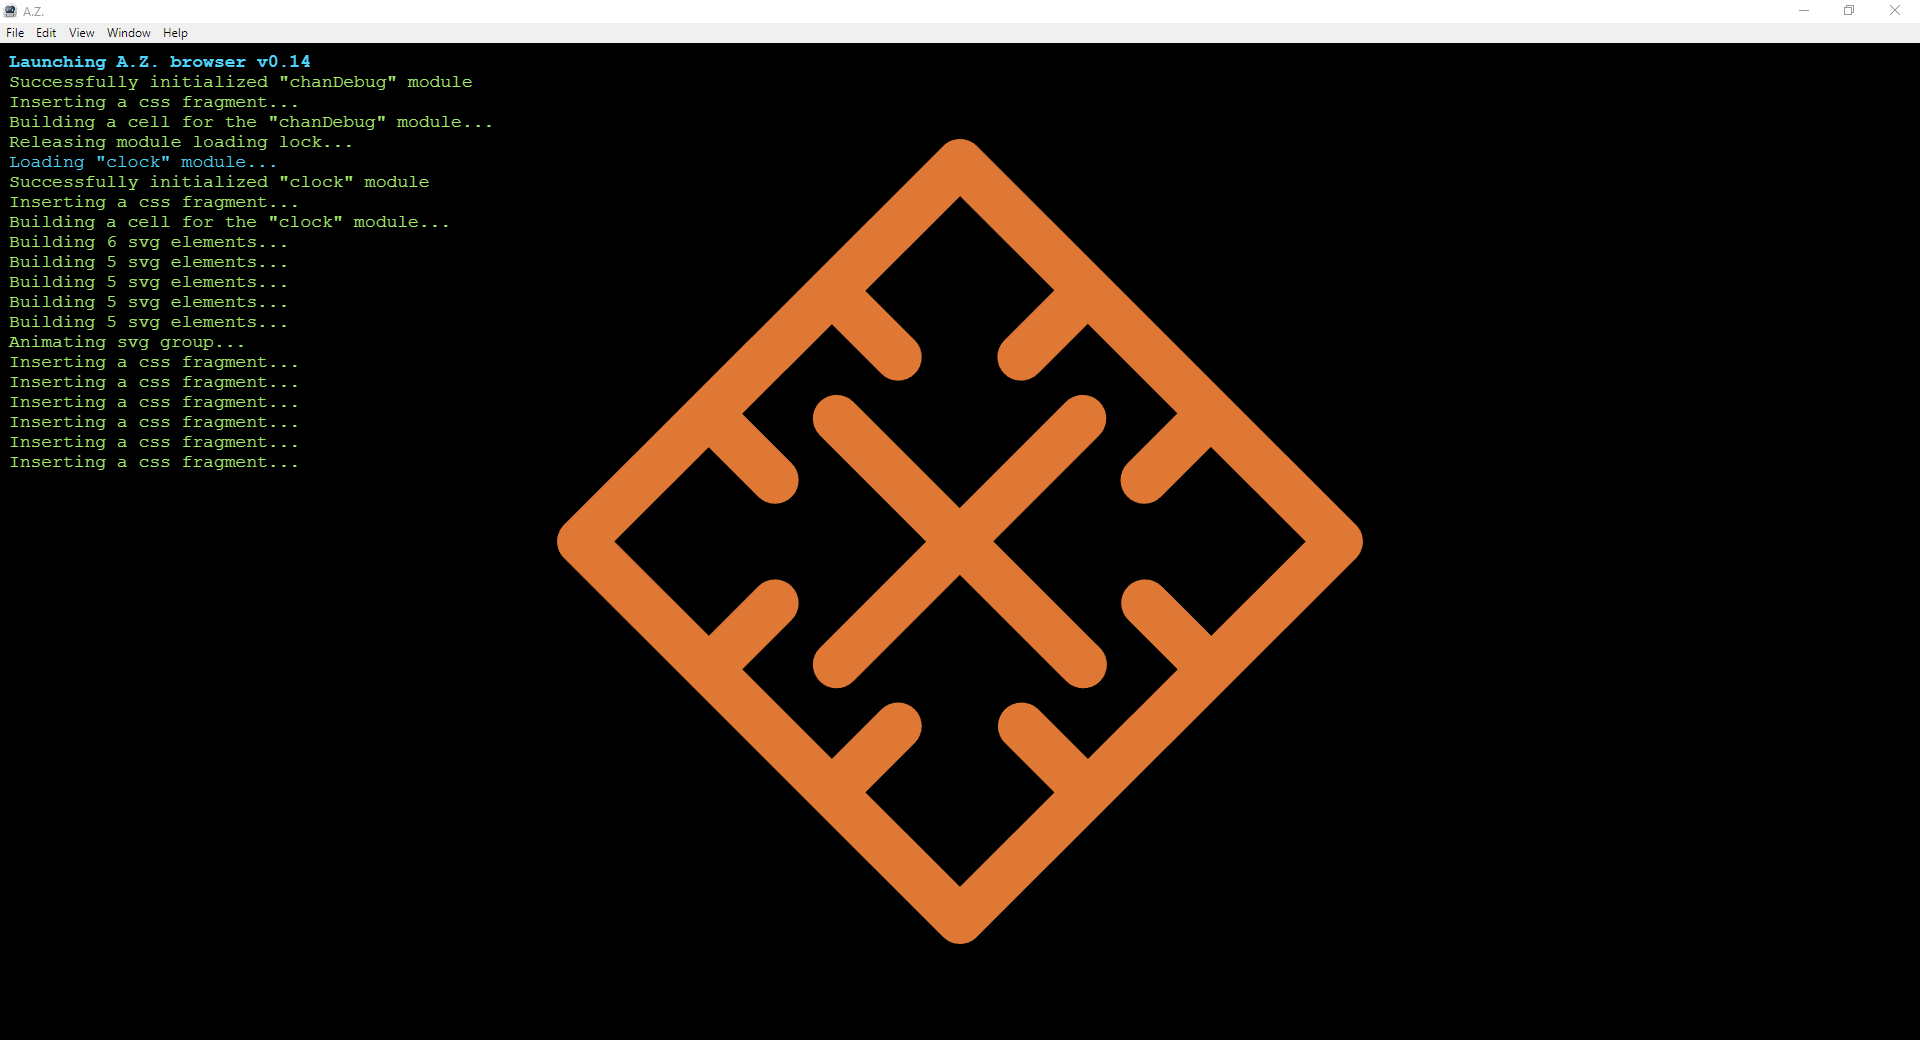 A.Z.
File Edit View Window Help
Launching A.Z. browser v0.14
Successfully initialized "chanDebug" module
Inserting a css fragment...
Building a cell for the "chanDebug" module...
Releasing module loading lock...
Loading "clock" module...
Successfully initialized "clock" module
Inserting a css fragment...
Building a cell for the "clock" module...
Building 6 svg elements...
Building 5 svg elements...
Building 5 svg elements...
Building 5 svg elements...
Building 5 svg elements...
Animating svg group...
Inserting a css fragment...
Inserting a css fragment...
Inserting a css fragment...
Inserting a css fragment...
Inserting a css fragment...
Inserting a css fragment...